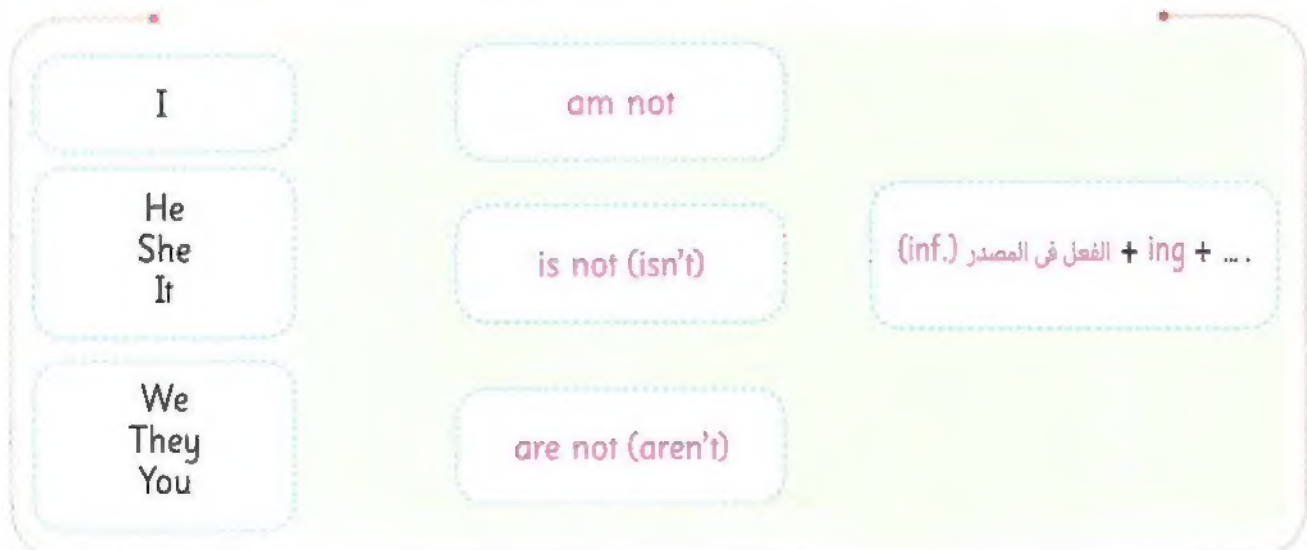 I
am not
He
She
It
is not (isn't)
(inf.) الفعل فى المصدر + ing + ... .
We
They
You
are not (aren't)